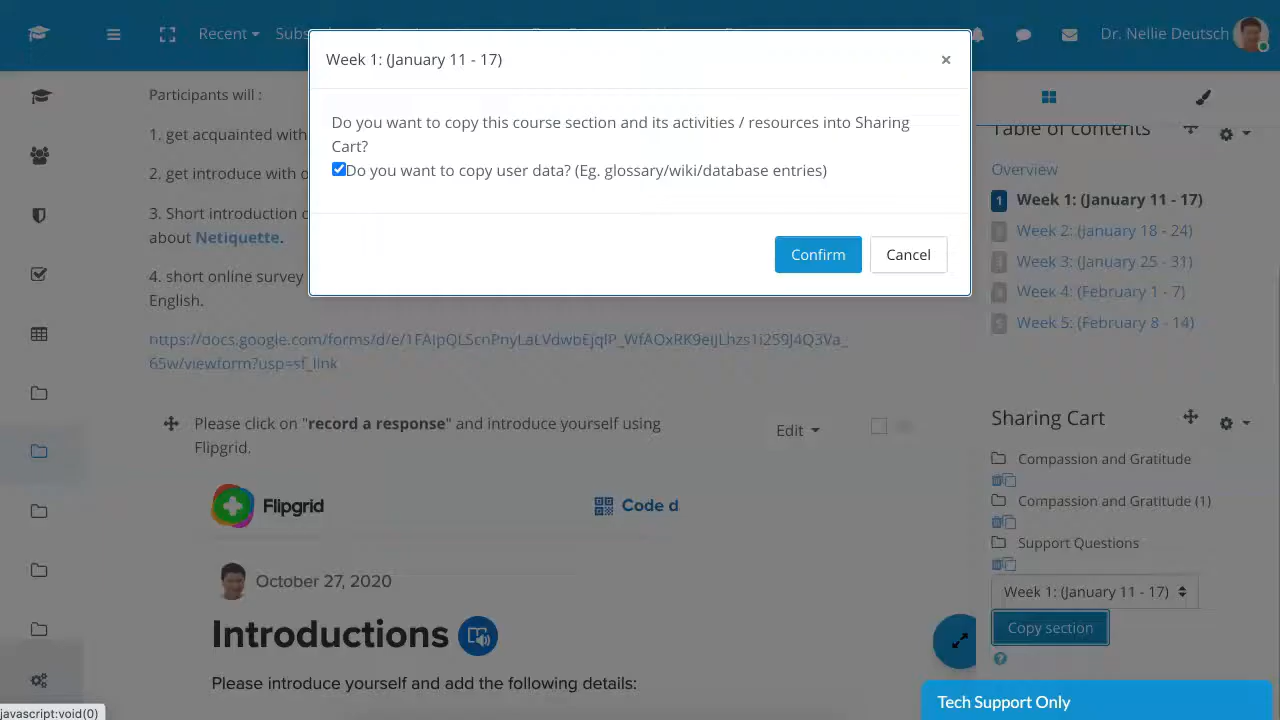 Recent
Subs
Dr. Nellie Deutsch
Week 1: (January 11 - 17)
×
Do you want to copy this course section and its activities / resources into Sharing
Cart?
Do you want to copy user data? (Eg. glossary/wiki/database entries)
Confirm
Cancel
Participants will :
1. get acquainted with
2. get introduce with o
3. Short introduction
about Netiquette.
4. short online survey
English.
65w/viewform?usp=sf_link
Please click on "record a response" and introduce yourself using
Flipgrid.
Edit
Flipgrid
Code d
October 27, 2020
Introductions
Please introduce yourself and add the following details:
Table of contents
Overview
1 Week 1: (January 11 - 17)
Week 2: (January 18 - 24)
Week 3: (January 25 - 31)
Week 4: (February 1 - 7)
Week 5: (February 8 - 14)
Sharing Cart
Compassion and Gratitude
Compassion and Gratitude (1)
Support Questions
Week 1: (January 11 - 17)
Copy section
Tech Support Only
javascript:void(0)